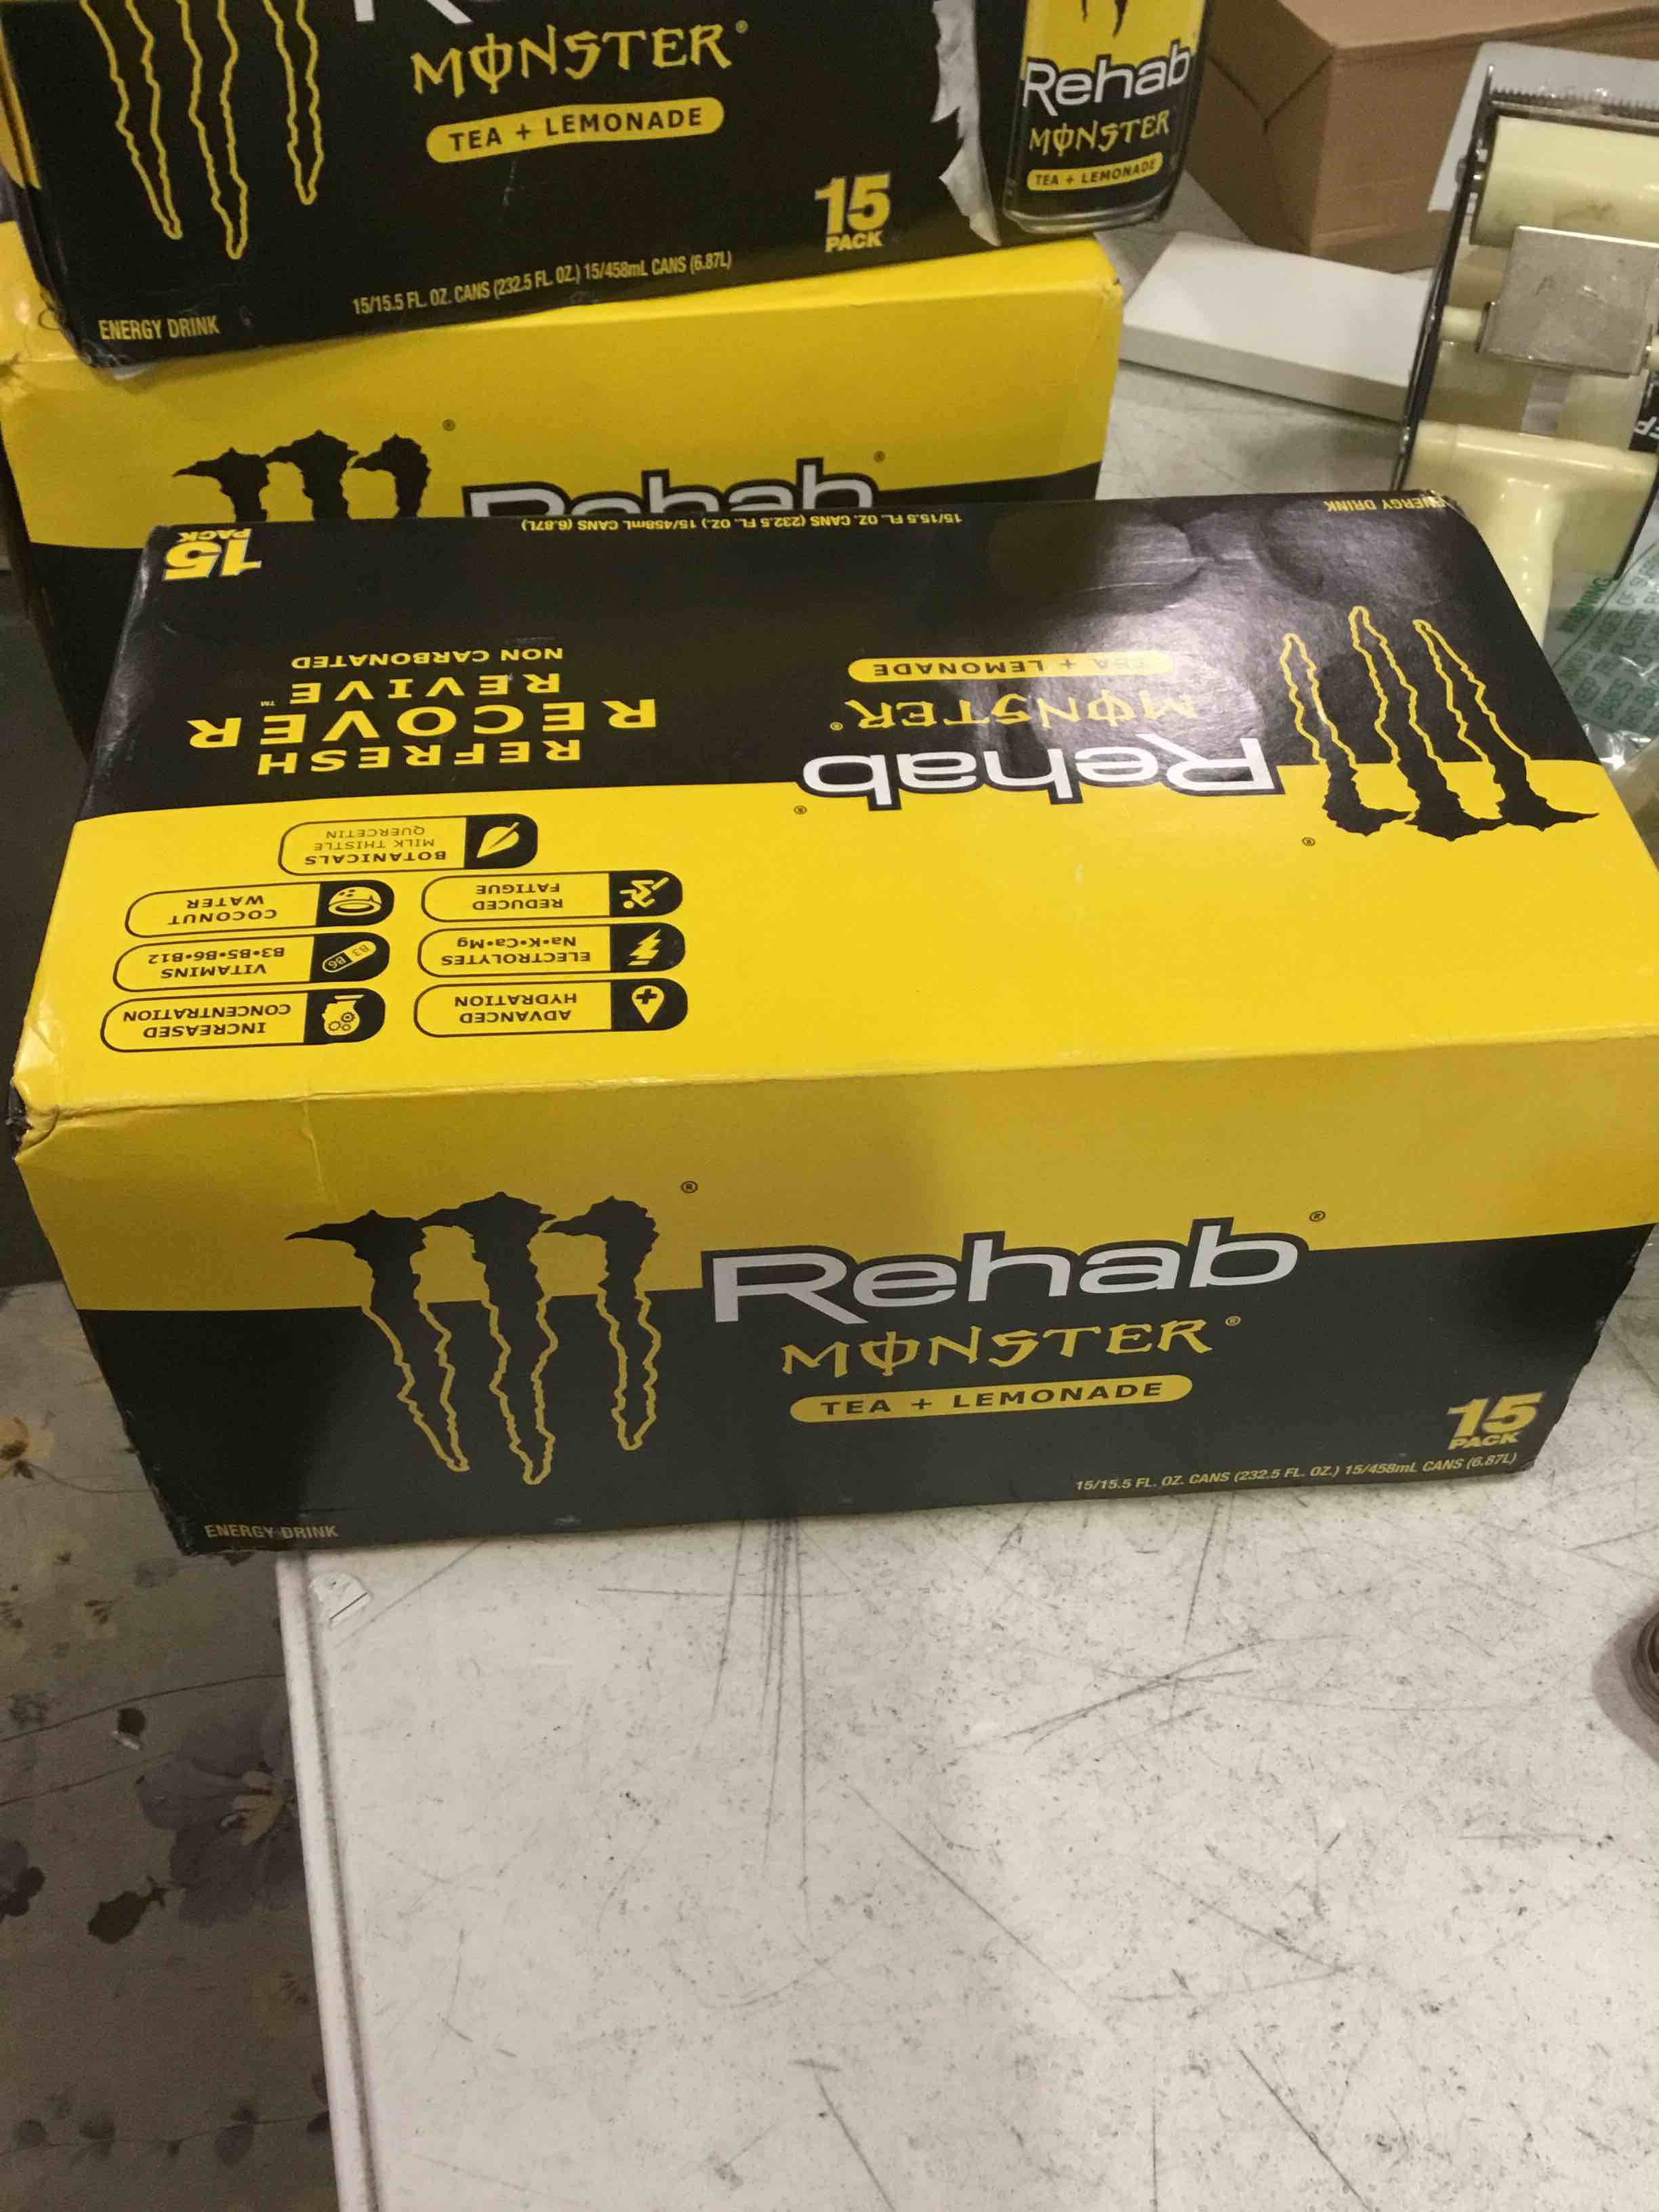 MONSTER®
TEA + LEMONADE
15
PACK
15/15.5 FL. OZ. CANS (232.5 FL. OZ.) 15/458mL CANS (6.87L)
ENERGY DRINK
Rehab
MONSTER
TEA + LEMONADE
®
Rehab®
ENERGY DRINK
15/15.5 FL. OZ. CANS (232.5 FL. OZ.) 15/458mL CANS (6.87L)
15
PACK
®
Rehab®
MONSTER®
TEA + LEMONADE
REFRESH
RECOVER
REVIVE™
NON CARBONATED
ADVANCED
HYDRATION
INCREASED
CONCENTRATION
ELECTROLYTES
Na•K•Ca•Mg
B3 B6
VITAMINS
B3•B5•B6•B12
REDUCED
FATIGUE
COCONUT
WATER
BOTANICALS
MILK THISTLE
QUERCETIN
®
Rehab®
MONSTER®
TEA + LEMONADE
15
PACK
15/15.5 FL. OZ. CANS (232.5 FL. OZ.) 15/458mL CANS (6.87L)
ENERGY DRINK